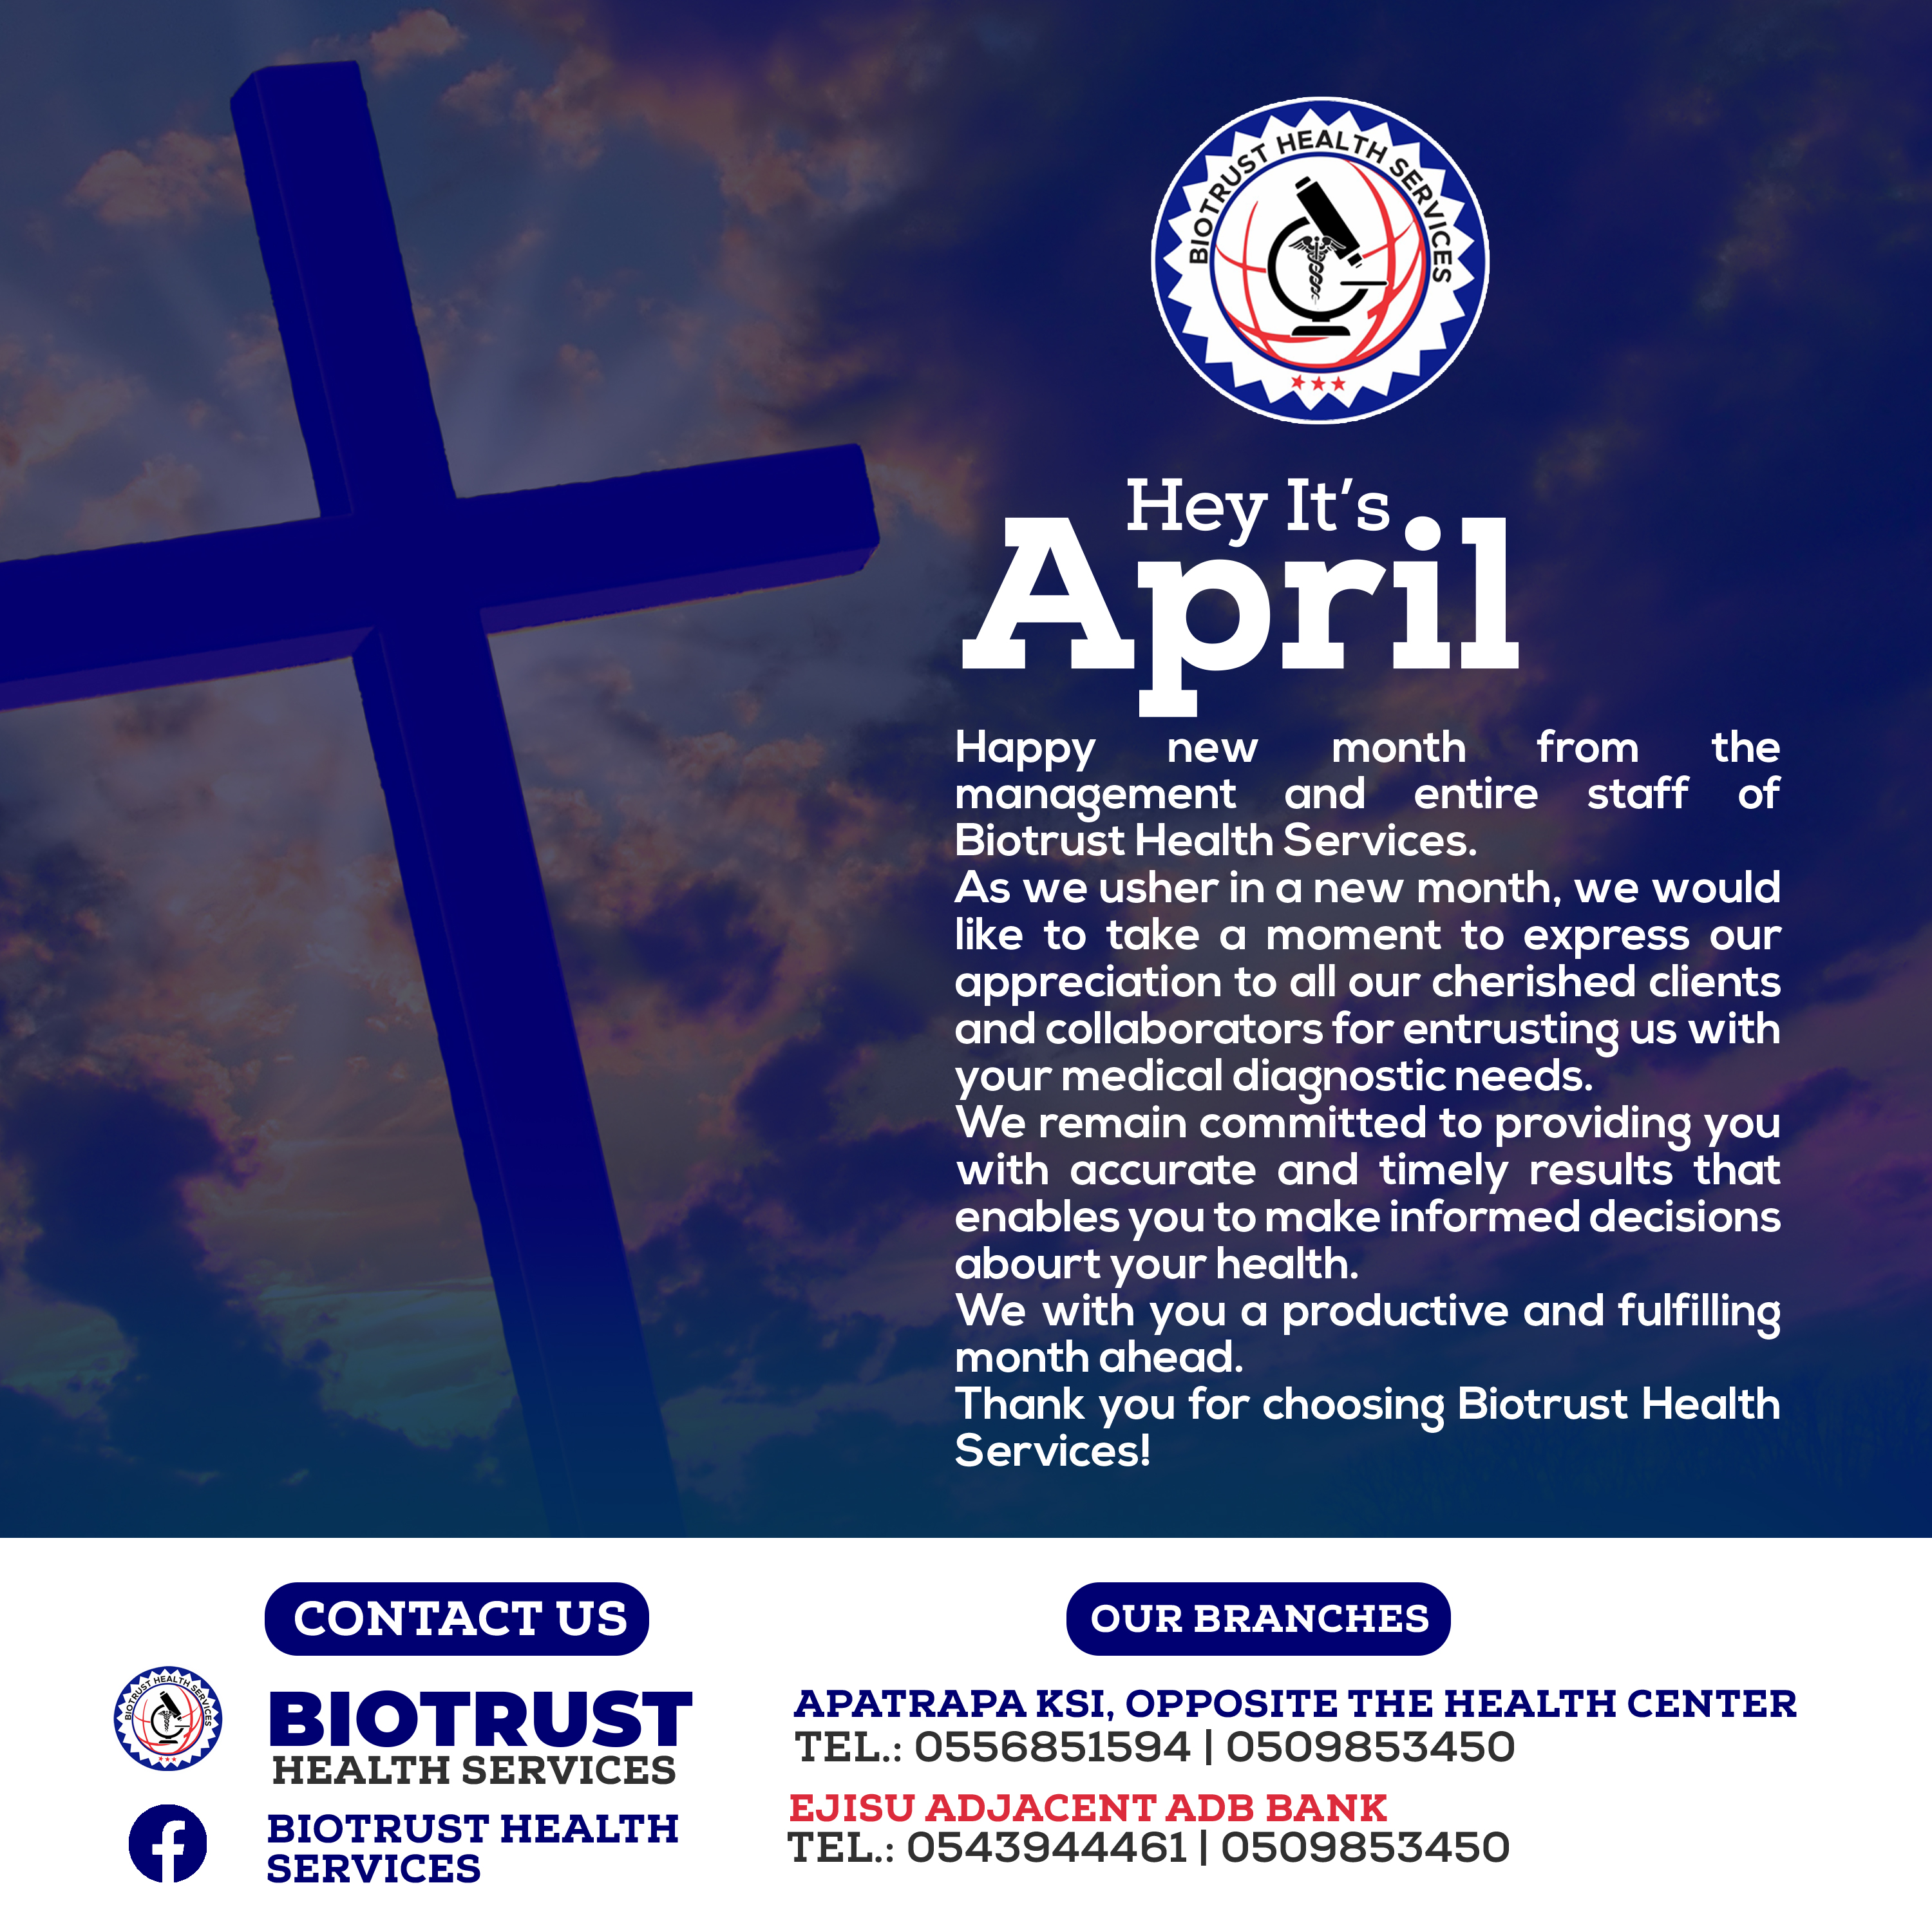 BIOTRUST HEALTH SERVICES
Hey It's
April
Happy new month from the
management and entire staff of
Biotrust Health Services.
As we usher in a new month, we would
like to take a moment to express our
appreciation to all our cherished clients
and collaborators for entrusting us with
your medical diagnostic needs.
We remain committed to providing you
with accurate and timely results that
enables you to make informed decisions
abourt your health.
We with you a productive and fulfilling
month ahead.
Thank you for choosing Biotrust Health
Services!
CONTACT US
BIOTRUST HEALTH SERVICES
BIOTRUST
HEALTH SERVICES
BIOTRUST HEALTH
SERVICES
OUR BRANCHES
APATRAPA KSI, OPPOSITE THE HEALTH CENTER
TEL.: 0556851594 | 0509853450
EJISU ADJACENT ADB BANK
TEL.: 0543944461 | 0509853450